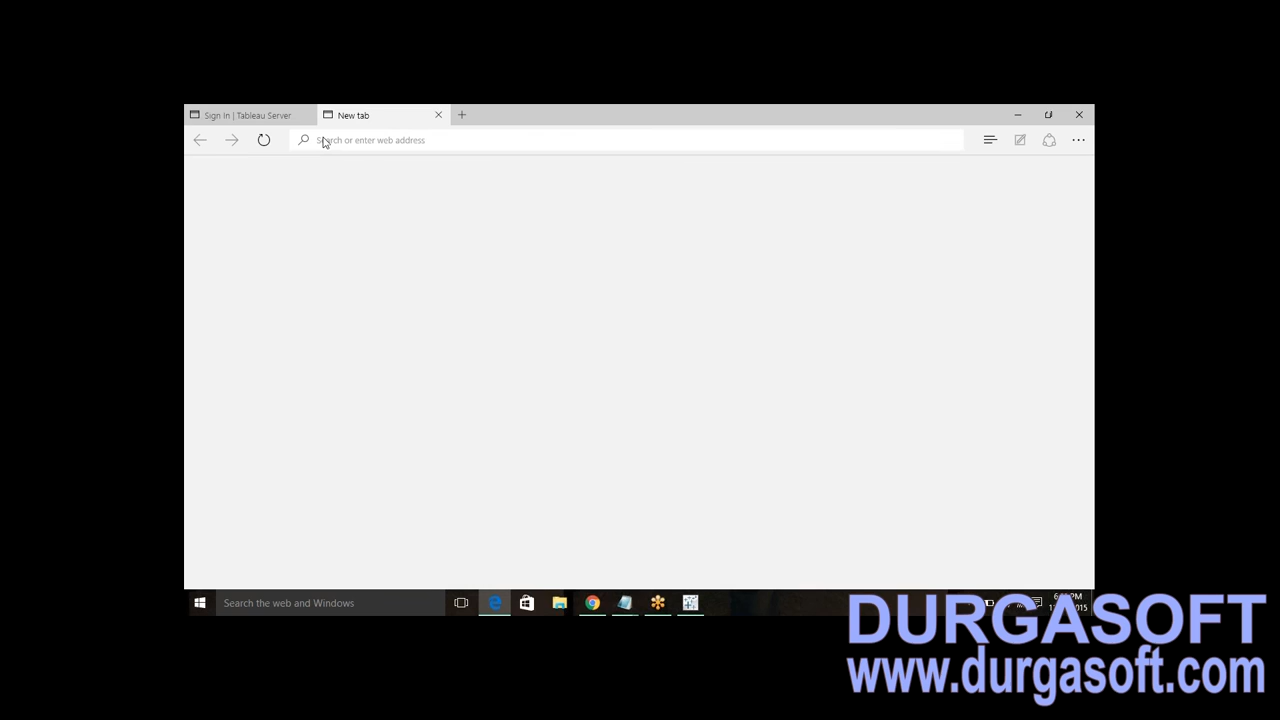 Sign In | Tableau Server
New tab
Search or enter web address
Search the web and Windows
DURGASOFT
www.durgasoft.com